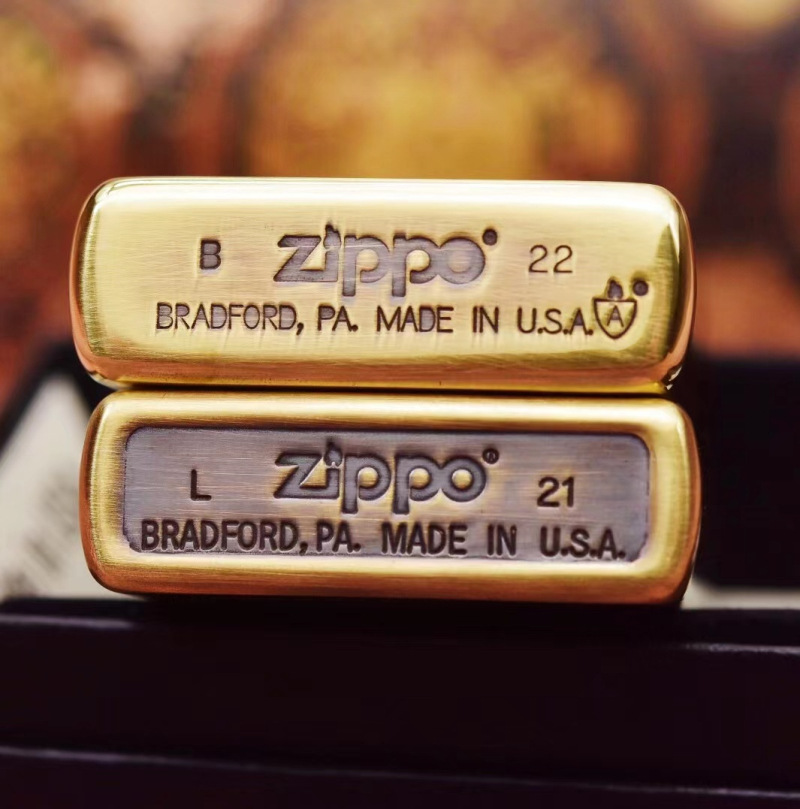 B zippo® 22
BRADFORD, PA. MADE IN U.S.A. A
L zippo® 21
BRADFORD, PA. MADE IN U.S.A.